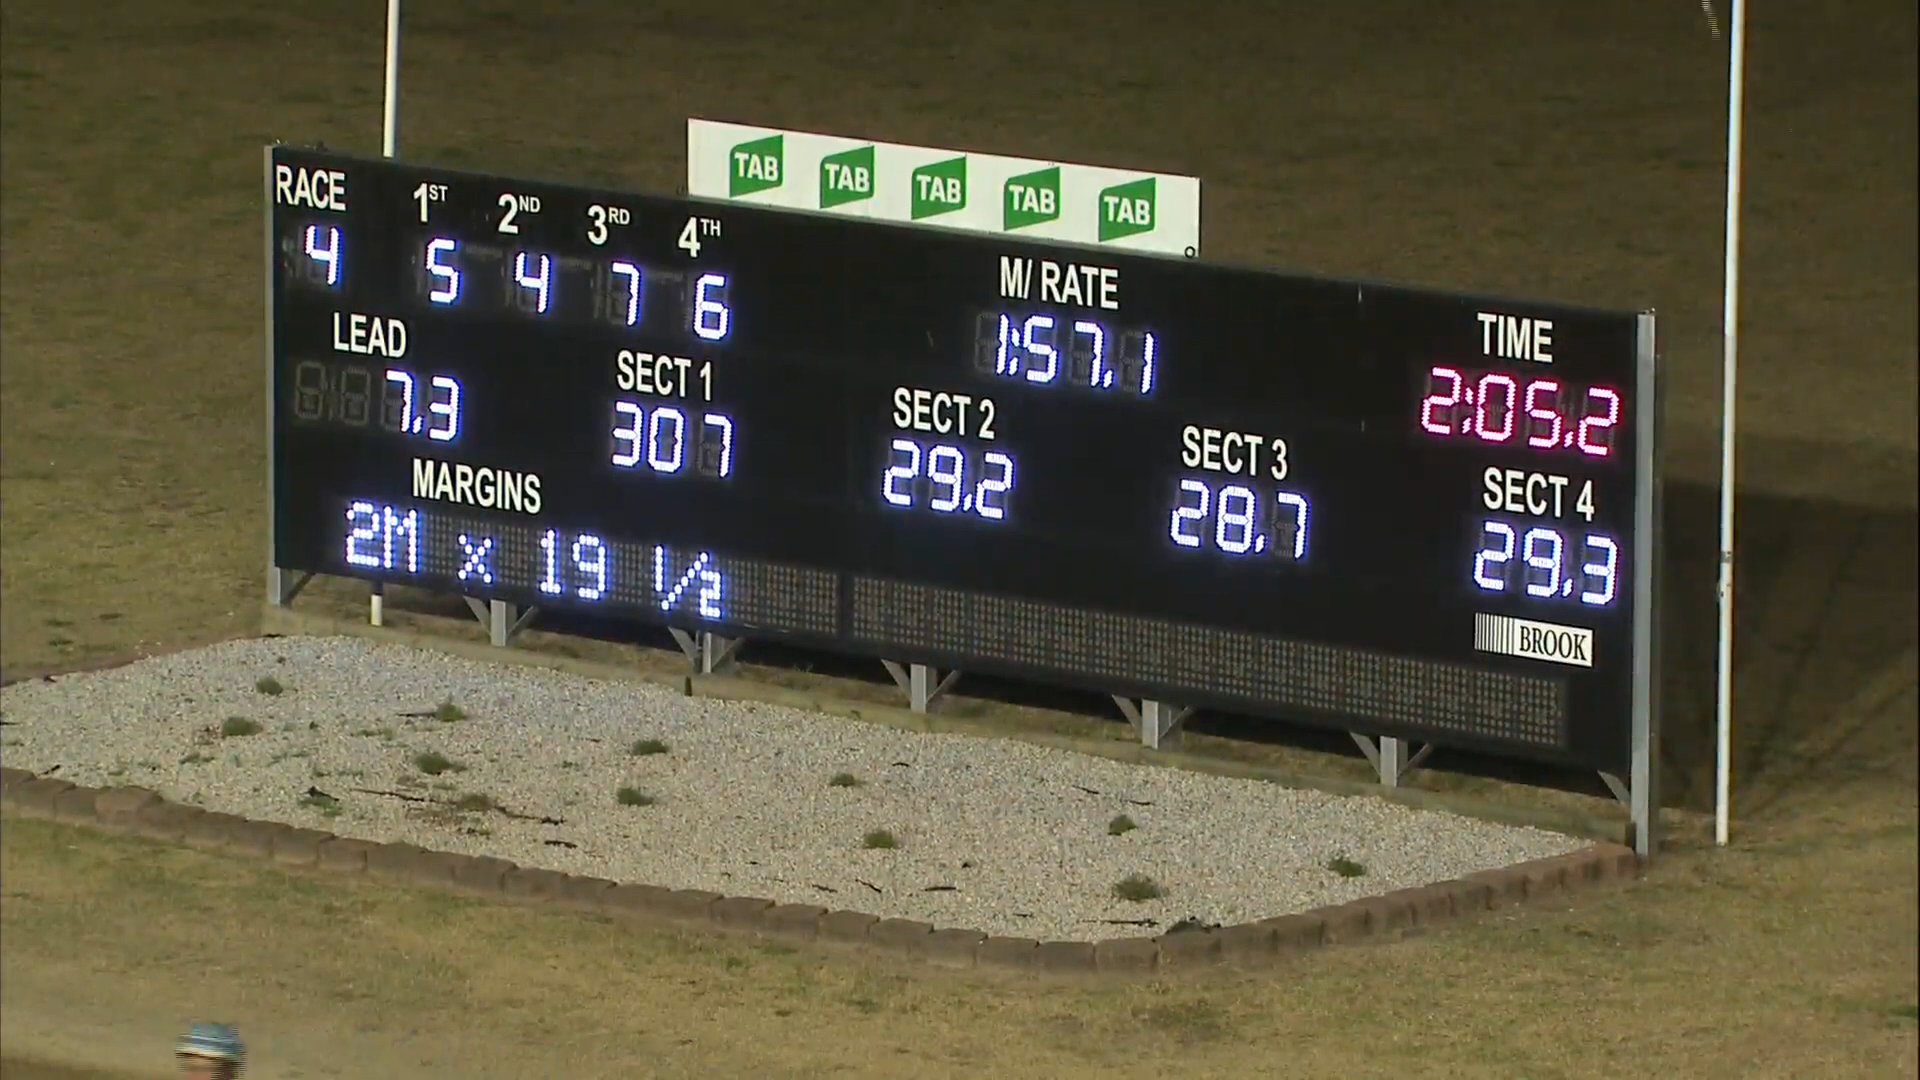 TAB TAB TAB TAB TAB
RACE 1ST 2ND 3RD 4TH
4 5 4 7 6
M/ RATE
1:57.1
TIME
2:05.2
LEAD
7.3
SECT 1
307
SECT 2
29.2
SECT 3
28.7
SECT 4
29.3
MARGINS
2M x 19 1/2
BROOK